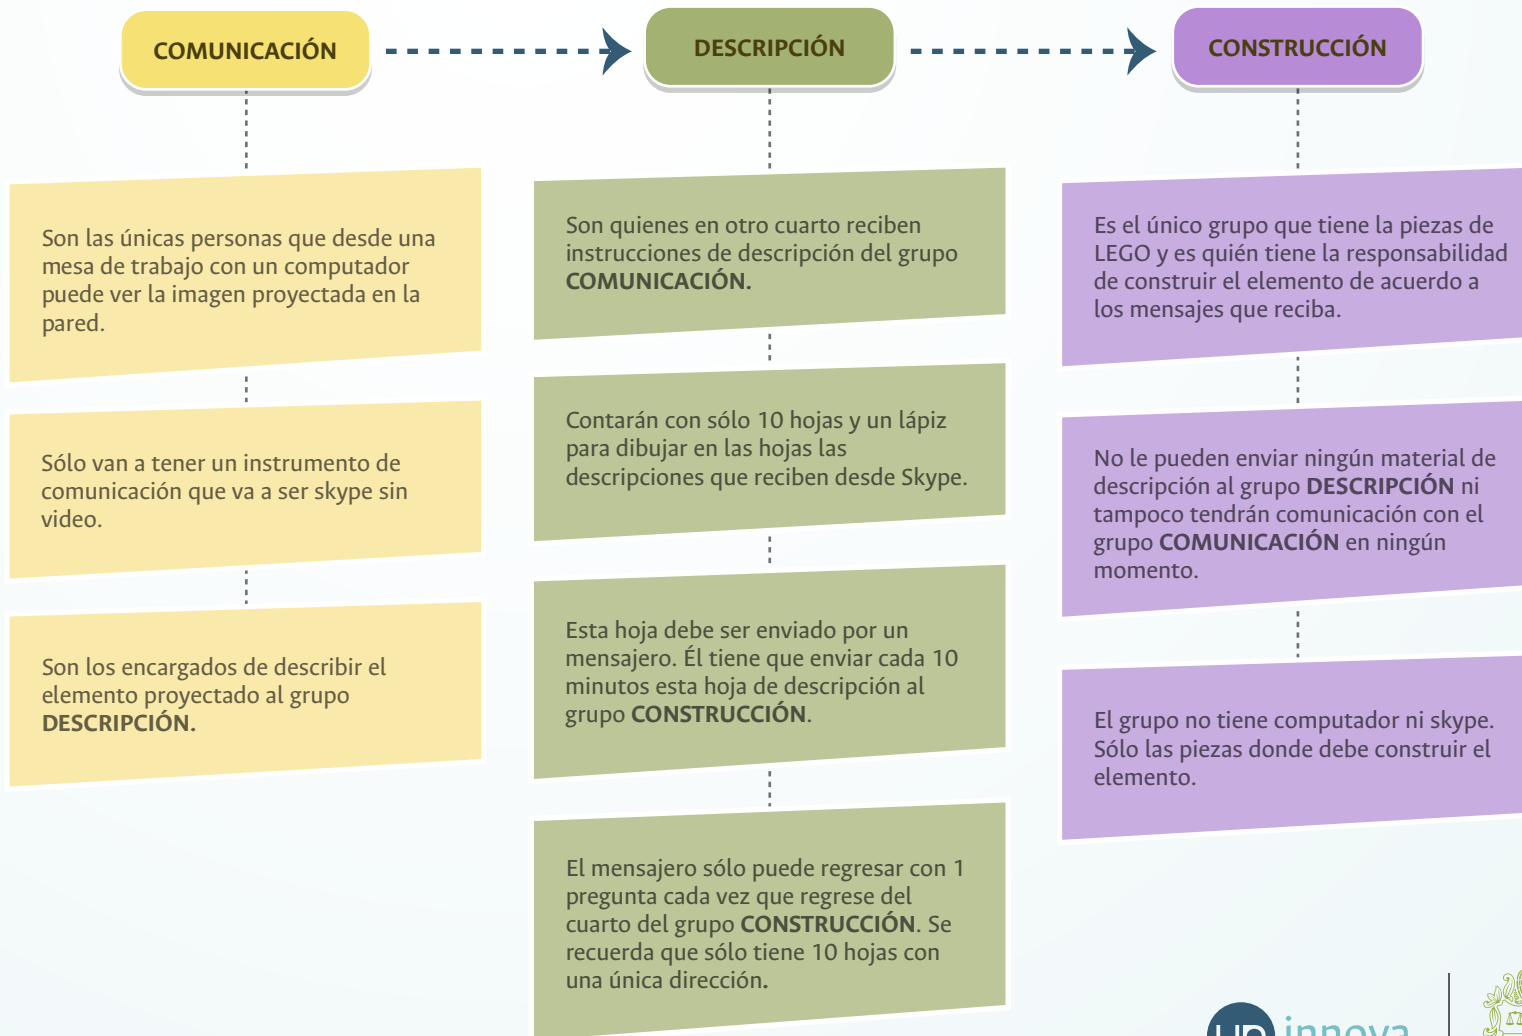 COMUNICACIÓN
DESCRIPCIÓN
CONSTRUCCIÓN
Son las únicas personas que desde una
mesa de trabajo con un computador
puede ver la imagen proyectada en la
pared.
Sólo van a tener un instrumento de
comunicación que va a ser skype sin
video.
Son los encargados de describir el
elemento proyectado al grupo
DESCRIPCIÓN.
Son quienes en otro cuarto reciben
instrucciones de descripción del grupo
COMUNICACIÓN.
Contarán con sólo 10 hojas y un lápiz
para dibujar en las hojas las
descripciones que reciben desde Skype.
Esta hoja debe ser enviado por un
mensajero. Él tiene que enviar cada 10
minutos esta hoja de descripción al
grupo CONSTRUCCIÓN.
El mensajero sólo puede regresar con 1
pregunta cada vez que regrese del
cuarto del grupo CONSTRUCCIÓN. Se
recuerda que sólo tiene 10 hojas con
una única dirección.
Es el único grupo que tiene la piezas de
LEGO y es quién tiene la responsabilidad
de construir el elemento de acuerdo a
los mensajes que reciba.
No le pueden enviar ningún material de
descripción al grupo DESCRIPCIÓN ni
tampoco tendrán comunicación con el
grupo COMUNICACIÓN en ningún
momento.
El grupo no tiene computador ni skype.
Sólo las piezas donde debe construir el
elemento.
innova